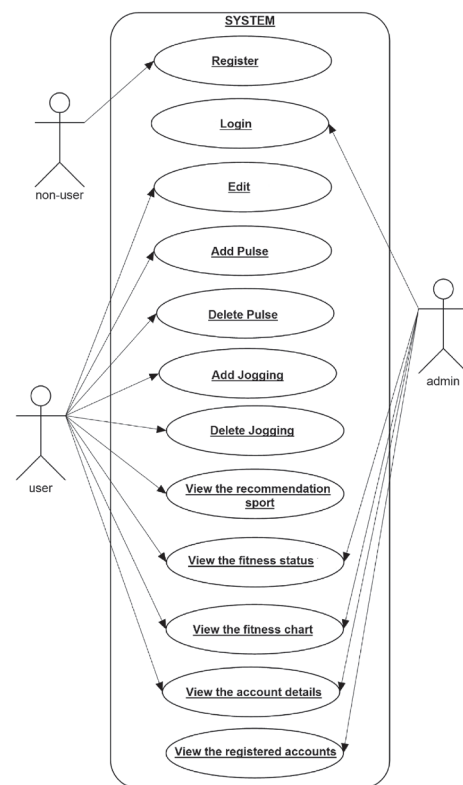 SYSTEM
Register
Login
non-user
Edit
Add Pulse
Delete Pulse
Add Jogging
admin
Delete Jogging
user
View the recommendation
sport
View the fitness status
View the fitness chart
View the account details
View the registered accounts